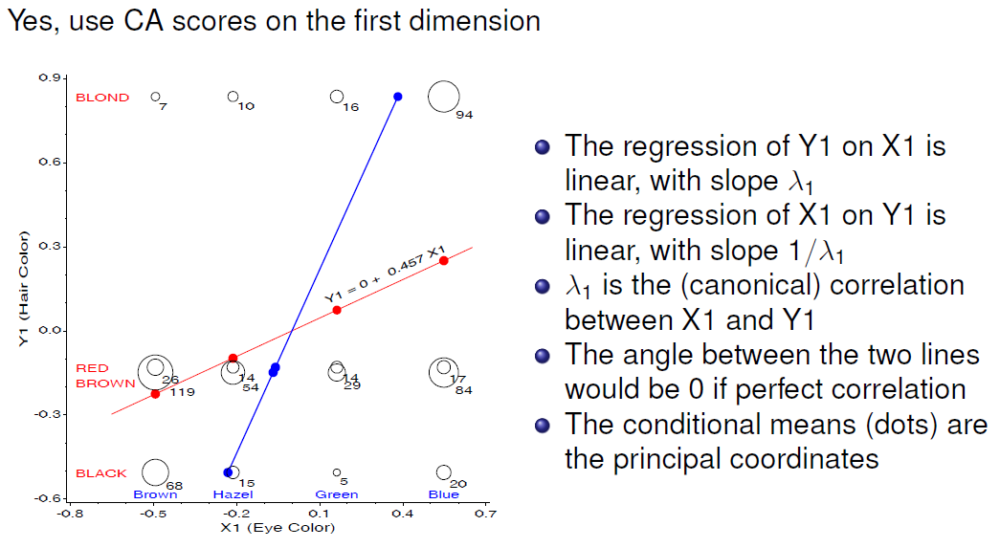 Yes, use CA scores on the first dimension
0.9
BLOND
7
10
16
94
0.6
0.3
Y1 = 0 + 0.457 X1
Y1 (Hair Color)
0.0
RED
26
14
14
17
BROWN
119
54
29
84
-0.3
BLACK
68
15
5
20
Brown
Hazel
Green
Blue
-0.6
-0.8
-0.5
-0.2
0.1
0.4
0.7
X1 (Eye Color)
The regression of Y1 on X1 is
linear, with slope λ1
The regression of X1 on Y1 is
linear, with slope 1/λ1
λ1 is the (canonical) correlation
between X1 and Y1
The angle between the two lines
would be 0 if perfect correlation
The conditional means (dots) are
the principal coordinates